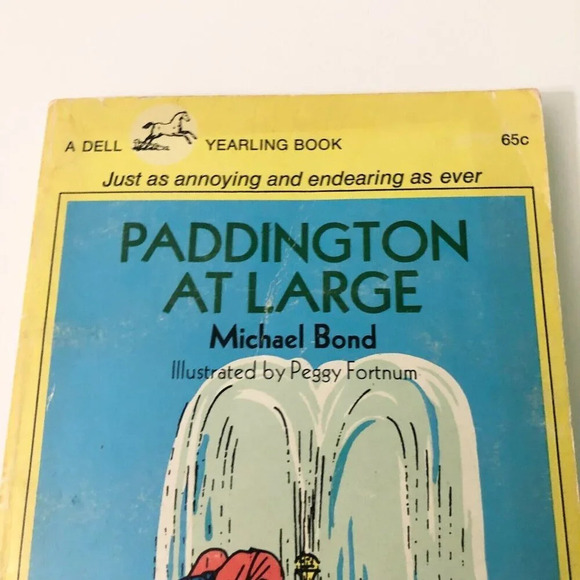 A DELL YEARLING BOOK 65c
Just as annoying and endearing as ever
PADDINGTON
AT LARGE
Michael Bond
Illustrated by Peggy Fortnum